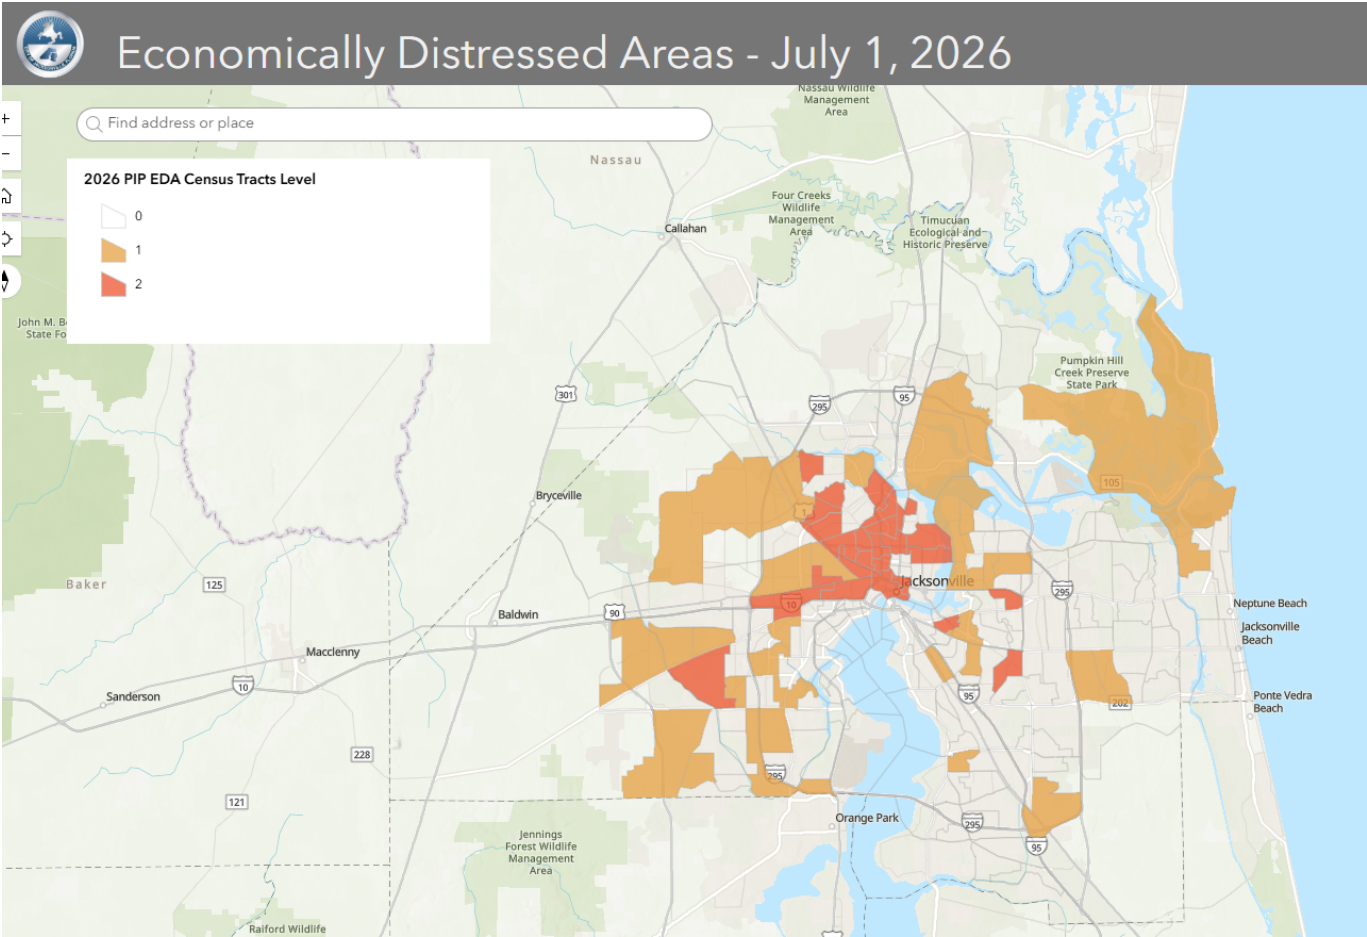 Economically Distressed Areas - July 1, 2026
Find address or place
2026 PIP EDA Census Tracts Level
0
1
2
Nassau Wildlife
Management
Area
Nassau
Four Creeks
Wildlife
Management
Area
Timucuan
Ecological and
Historic Preserve
Callahan
John M. B
State Fo
Pumpkin Hill
Creek Preserve
State Park
301
295
95
105
1
Bryceville
Baker
125
Jacksonville
295
10
Baldwin
90
Neptune Beach
Jacksonville
Beach
Macclenny
10
Sanderson
95
202
Ponte Vedra
Beach
228
295
121
Orange Park
295
95
Jennings
Forest Wildlife
Management
Area
Raiford Wildlife